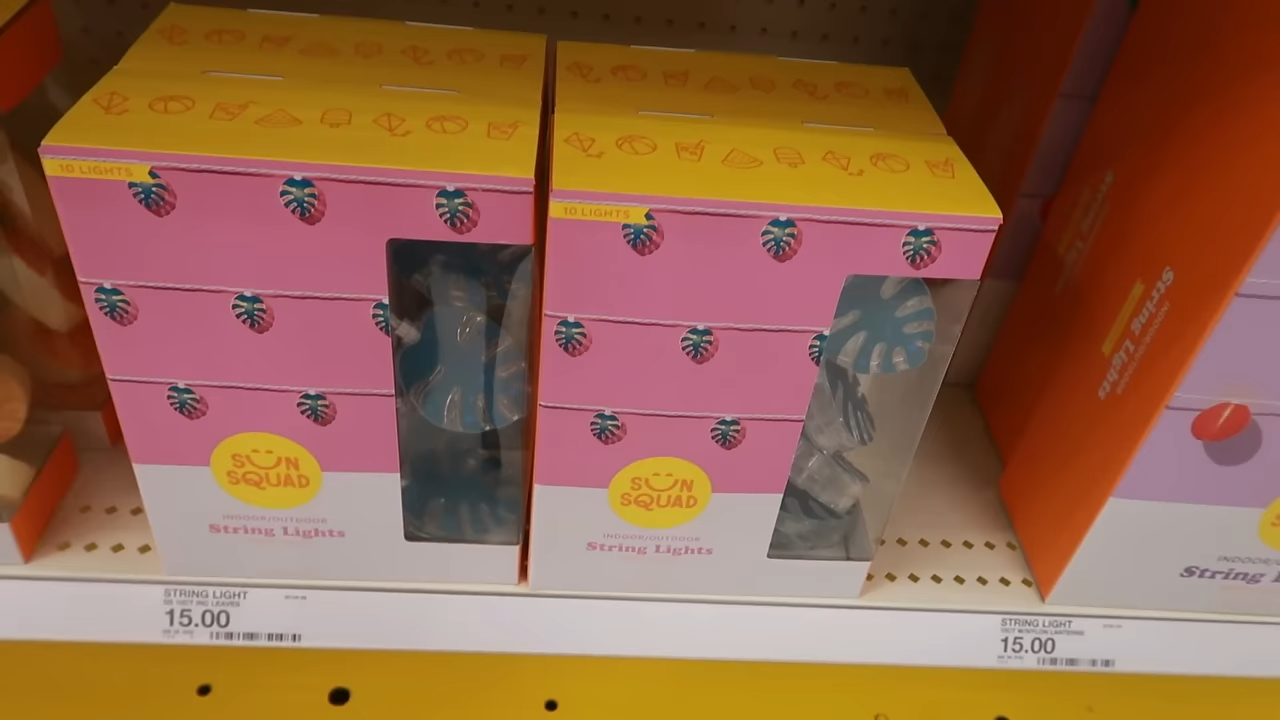 10 LIGHTS
SUN
SQUAD
INDOOR/OUTDOOR
String Lights
10 LIGHTS
SUN
SQUAD
INDOOR/OUTDOOR
String Lights
String Lights
INDOOR/
String
STRING LIGHT
15.00
STRING LIGHT
15.00